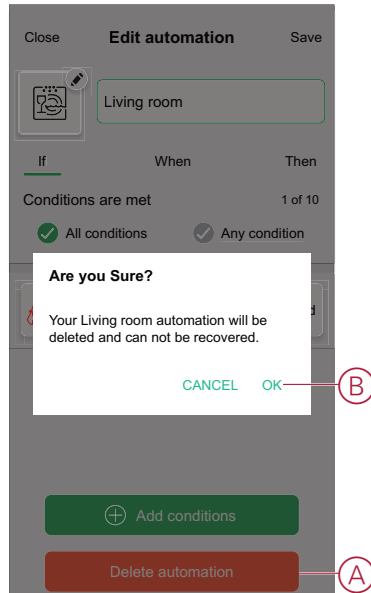 Close Edit automation Save
Living room
If When Then
Conditions are met 1 of 10
All conditions Any condition
Are you Sure?
d
Your Living room automation will be
deleted and can not be recovered.
CANCEL OK
B
Add conditions
Delete automation
A